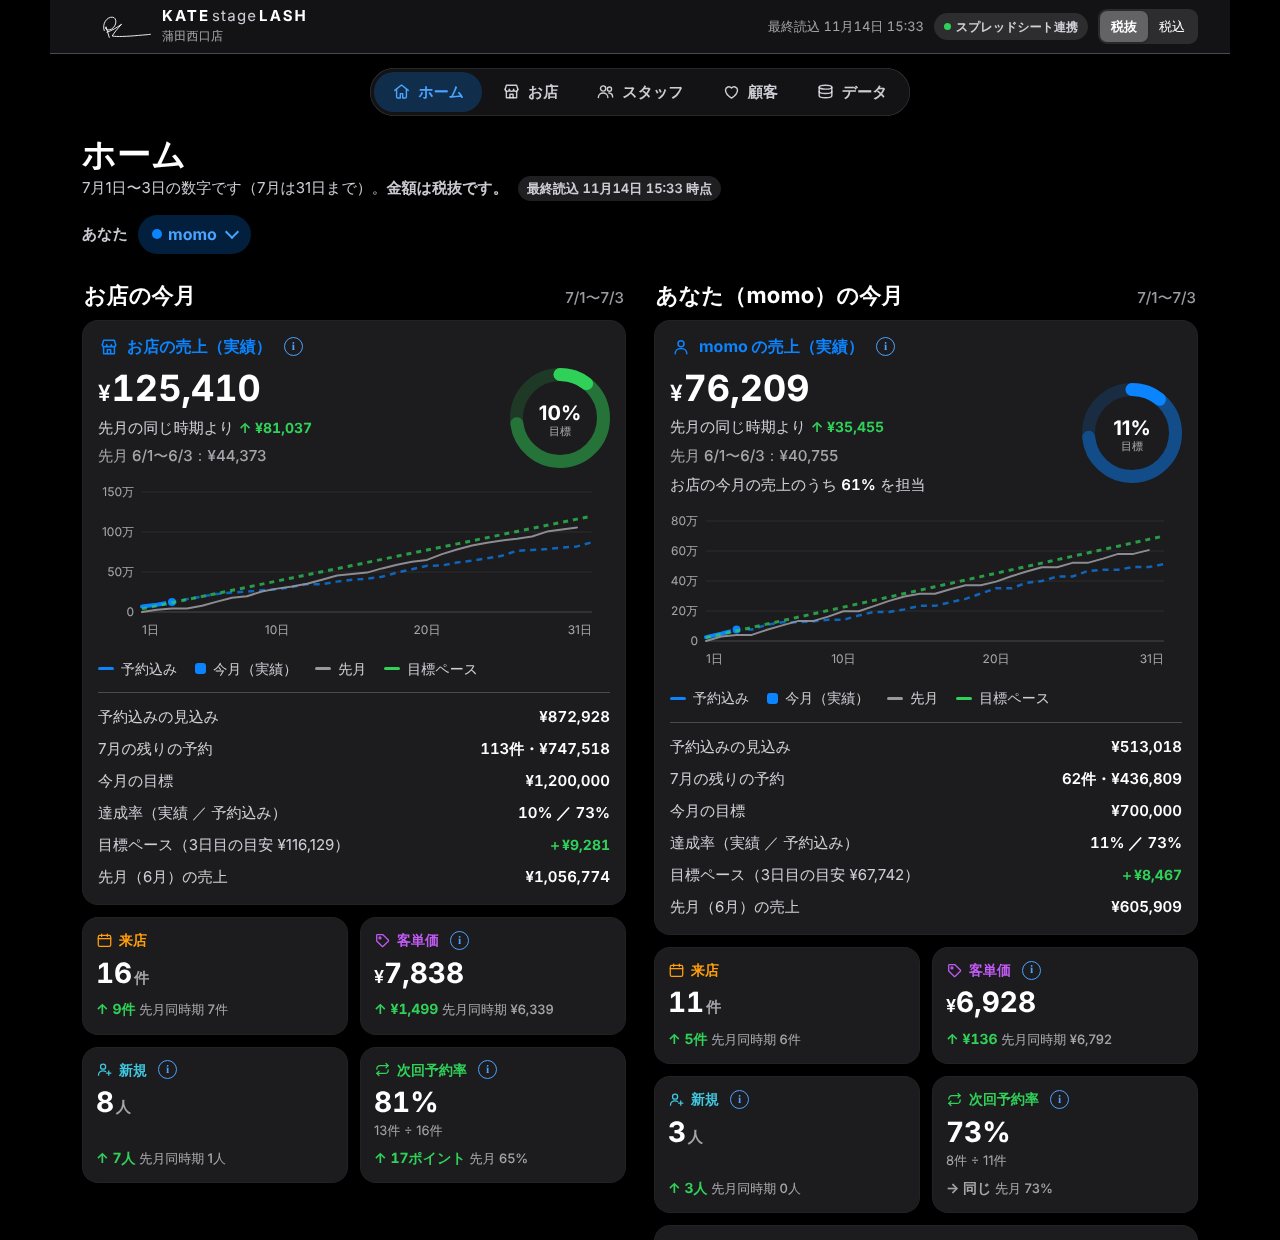 KATE stage LASH
蒲田西口店
最終読込 11月14日 15:33
スプレッドシート連携
税抜 税込
ホーム お店 スタッフ 顧客 データ
ホーム
7月1日〜3日の数字です（7月は31日まで）。金額は税抜です。 最終読込 11月14日 15:33 時点
あなた momo
お店の今月 7/1〜7/3
お店の売上（実績） i
¥125,410
先月の同じ時期より ↑ ¥81,037
先月 6/1〜6/3：¥44,373
10%
目標
150万
100万
50万
0
1日 10日 20日 31日
予約込み 今月（実績） 先月 目標ペース
予約込みの見込み ¥872,928
7月の残りの予約 113件・¥747,518
今月の目標 ¥1,200,000
達成率（実績 ／ 予約込み） 10% ／ 73%
目標ペース（3日目の目安 ¥116,129） ＋¥9,281
先月（6月）の売上 ¥1,056,774
来店
16件
↑ 9件 先月同時期 7件
客単価 i
¥7,838
↑ ¥1,499 先月同時期 ¥6,339
新規 i
8人
↑ 7人 先月同時期 1人
次回予約率 i
81%
13件 ÷ 16件
↑ 17ポイント 先月 65%
あなた（momo）の今月 7/1〜7/3
momo の売上（実績） i
¥76,209
先月の同じ時期より ↑ ¥35,455
先月 6/1〜6/3：¥40,755
お店の今月の売上のうち 61% を担当
11%
目標
80万
60万
40万
20万
0
1日 10日 20日 31日
予約込み 今月（実績） 先月 目標ペース
予約込みの見込み ¥513,018
7月の残りの予約 62件・¥436,809
今月の目標 ¥700,000
達成率（実績 ／ 予約込み） 11% ／ 73%
目標ペース（3日目の目安 ¥67,742） ＋¥8,467
先月（6月）の売上 ¥605,909
来店
11件
↑ 5件 先月同時期 6件
客単価 i
¥6,928
↑ ¥136 先月同時期 ¥6,792
新規 i
3人
↑ 3人 先月同時期 0人
次回予約率 i
73%
8件 ÷ 11件
→ 同じ 先月 73%